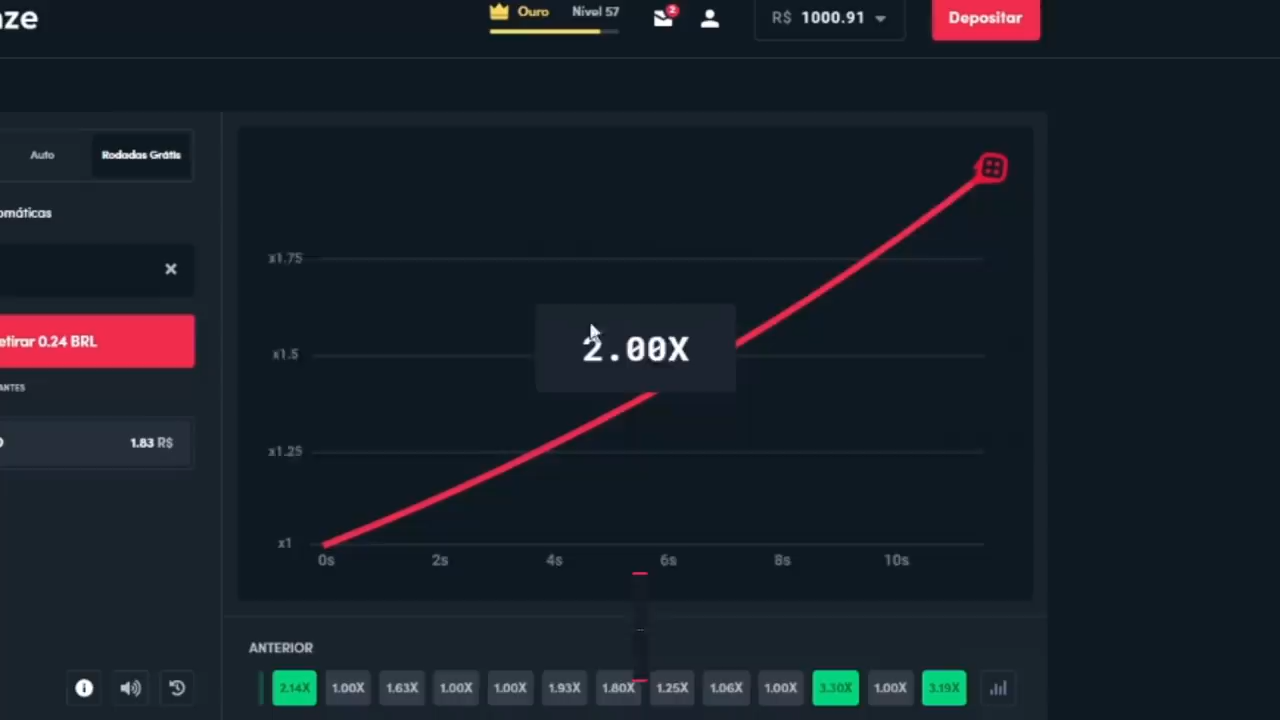 ze
Ouro Nível 57
2
R$ 1000.91
Depositar
Auto
Rodadas Grátis
omáticas
etirar 0.24 BRL
ANTES
1.83 R$
x1.75
x1.5
x1.25
x1
2.00X
0s 2s 4s 6s 8s 10s
ANTERIOR
2.14X 1.00X 1.63X 1.00X 1.00X 1.93X 1.80X 1.25X 1.06X 1.00X 3.30X 1.00X 3.19X